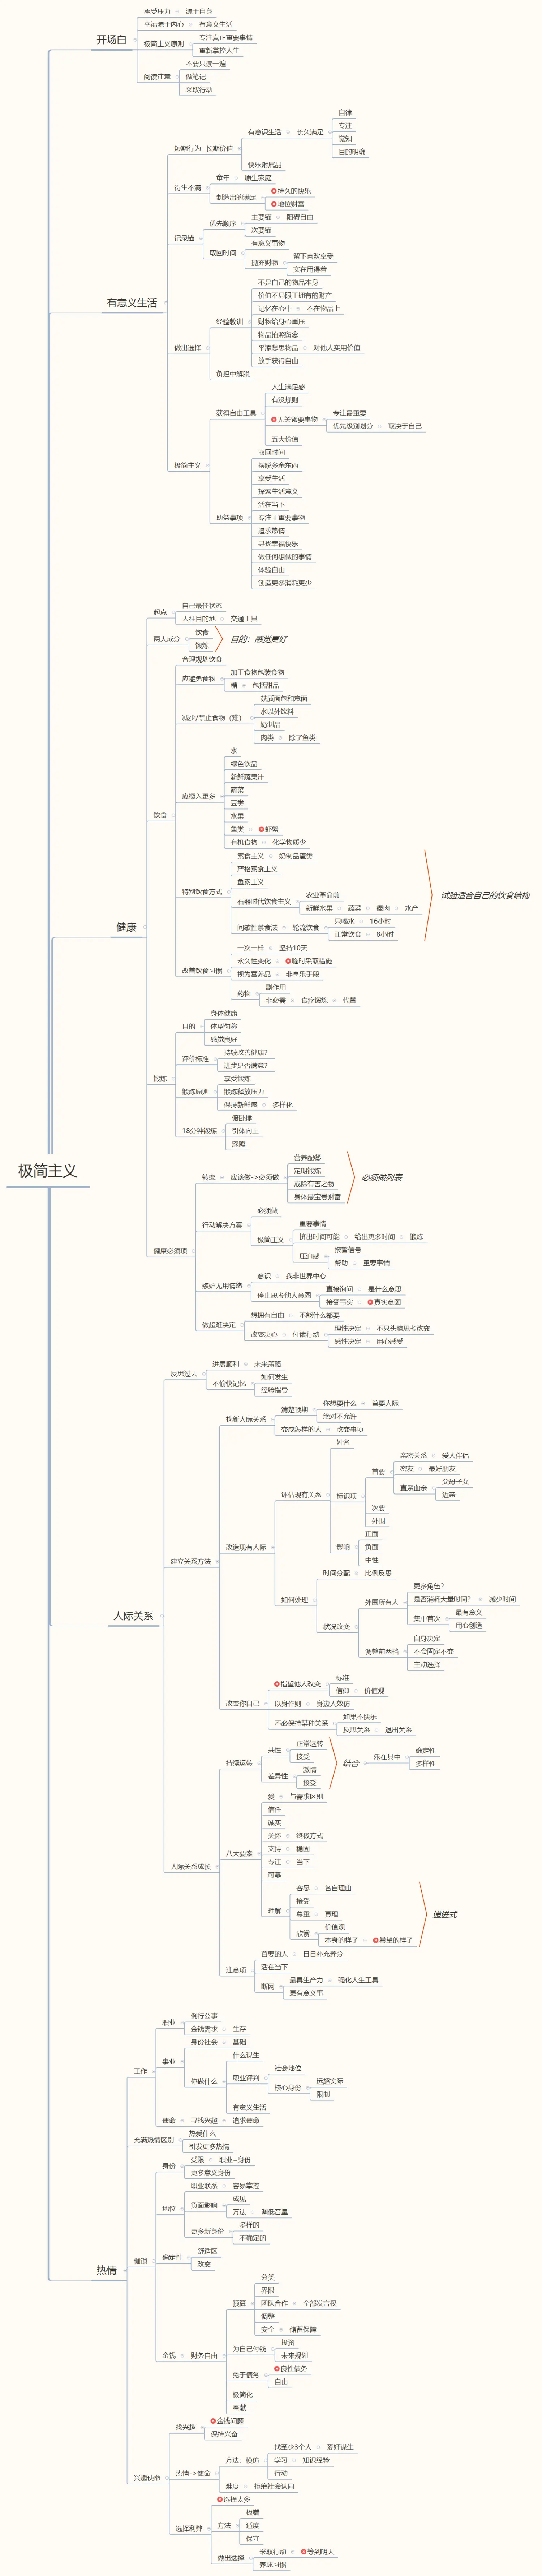 极简主义
开场白
承受压力
源于自身
幸福源于内心
有意义生活
极简主义原则
专注真正重要事情
重新掌控人生
阅读注意
不要只读一遍
做笔记
采取行动
有意义生活
短期行为=长期价值
有意识生活
长久满足
自律
专注
觉知
目的明确
快乐附属品
衍生不满
童年
原生家庭
制造出的满足
持久的快乐
地位财富
记录锚
优先顺序
主要锚
阻碍自由
次要锚
取回时间
有意义事物
抛弃财物
留下喜欢享受
实在用得着
做出选择
经验教训
不是自己的物品本身
价值不局限于拥有的财产
记忆在心中
不在物品上
财物给身心重压
物品拍照留念
平添愁想物品
对他人实用价值
放手获得自由
负担中解脱
极简主义
获得自由工具
人生满足感
有没规则
无关紧要事物
专注最重要
优先级别划分
取决于自己
五大价值
助益事项
取回时间
摆脱多余东西
享受生活
探索生活意义
活在当下
专注于重要事物
追求热情
寻找幸福快乐
做任何想做的事情
体验自由
创造更多消耗更少
健康
起点
自己最佳状态
去往目的地
交通工具
两大成分
饮食
锻炼
目的：感觉更好
饮食
合理规划饮食
应避免食物
加工食物包装食物
糖
包括甜品
减少/禁止食物（难）
麸质面包和意面
水以外饮料
奶制品
肉类
除了鱼类
应摄入更多
水
绿色饮品
新鲜蔬果汁
蔬菜
豆类
水果
鱼类
虾蟹
有机食物
化学物质少
特别饮食方式
素食主义
奶制品蛋类
严格素食主义
鱼素主义
石器时代饮食主义
农业革命前
新鲜水果
蔬菜
瘦肉
水产
间歇性禁食法
轮流饮食
只喝水
16小时
正常饮食
8小时
试验适合自己的饮食结构
改善饮食习惯
一次一样
坚持10天
永久性变化
临时采取措施
视为营养品
非享乐手段
药物
副作用
非必需
食疗锻炼
代替
锻炼
目的
身体健康
体型匀称
感觉良好
评价标准
持续改善健康?
进步是否满意?
锻炼原则
享受锻炼
锻炼释放压力
保持新鲜感
多样化
18分钟锻炼
俯卧撑
引体向上
深蹲
健康必须项
转变
应该做->必须做
营养配餐
定期锻炼
戒除有害之物
身体最宝贵财富
必须做列表
行动解决方案
必须做
极简主义
重要事情
挤出时间可能
给出更多时间
锻炼
压迫感
报警信号
帮助
重要事情
嫉妒无用情绪
意识
我非世界中心
停止思考他人意图
直接询问
是什么意思
接受事实
真实意图
做超难决定
想拥有自由
不能什么都要
改变决心
付诸行动
理性决定
不只头脑思考改变
感性决定
用心感受
人际关系
反思过去
进展顺利
未来策略
不愉快记忆
如何发生
经验指导
建立关系方法
找新人际关系
清楚预期
你想要什么
首要人际
绝对不允许
变成怎样的人
改变事项
改造现有人际
评估现有关系
姓名
标识项
首要
亲密关系
爱人伴侣
密友
最好朋友
直系血亲
父母子女
近亲
次要
外围
影响
正面
负面
中性
如何处理
时间分配
比例反思
状况改变
外围所有人
更多角色?
是否消耗大量时间?
减少时间
集中首次
最有意义
用心创造
调整前两档
自身决定
不会固定不变
主动选择
改变你自己
指望他人改变
标准
信仰
价值观
以身作则
身边人效仿
不必保持某种关系
如果不快乐
反思关系
退出关系
人际关系成长
持续运转
共性
正常运转
接受
差异性
激情
接受
结合
乐在其中
确定性
多样性
八大要素
爱
与需求区别
信任
诚实
关怀
终极方式
支持
稳固
专注
当下
可靠
理解
容忍
各自理由
接受
尊重
真理
欣赏
价值观
本身的样子
希望的样子
递进式
注意项
首要的人
日日补充养分
活在当下
断网
最具生产力
强化人生工具
更有意义事
热情
工作
职业
例行公事
金钱需求
生存
事业
身份社会
基础
你做什么
什么谋生
职业评判
社会地位
核心身份
远超实际
限制
有意义生活
使命
寻找兴趣
追求使命
充满热情区别
热爱什么
引发更多热情
枷锁
身份
受限
职业=身份
更多意义身份
地位
职业联系
容易掌控
负面影响
成见
方法
调低音量
更多新身份
多样的
不确定的
确定性
舒适区
改变
金钱
财务自由
预算
分类
界限
团队合作
全部发言权
调整
安全
储蓄保障
为自己付钱
投资
未来规划
免于债务
良性债务
自由
极简化
奉献
兴趣使命
找兴趣
金钱问题
保持兴奋
热情->使命
方法：模仿
找至少3个人
爱好谋生
学习
知识经验
行动
难度
拒绝社会认同
选择利弊
选择太多
方法
极端
适度
保守
做出选择
采取行动
等到明天
养成习惯